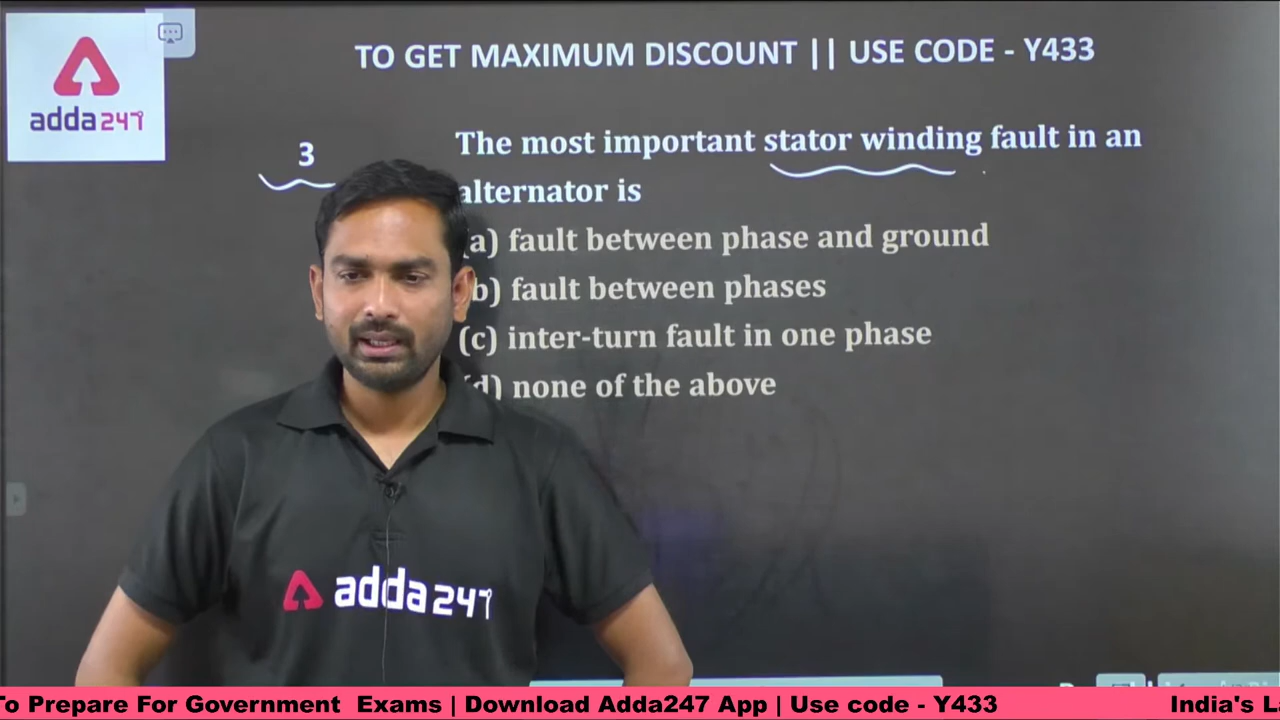 adda247
TO GET MAXIMUM DISCOUNT || USE CODE - Y433
3
The most important stator winding fault in an
alternator is
(a) fault between phase and ground
(b) fault between phases
(c) inter-turn fault in one phase
(d) none of the above
adda247
To Prepare For Government Exams | Download Adda247 App | Use code - Y433
India's L